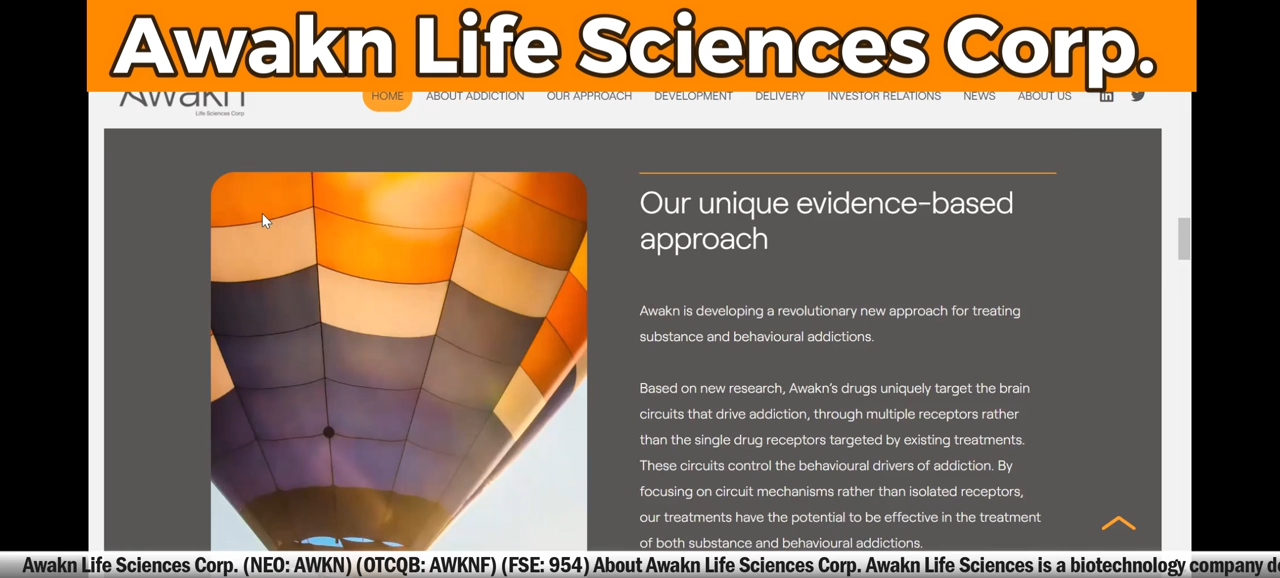 Awakn Life Sciences Corp.
Awakn
Life Sciences Corp
HOME ABOUT ADDICTION OUR APPROACH DEVELOPMENT DELIVERY INVESTOR RELATIONS NEWS ABOUT US
Our unique evidence-based
approach
Awakn is developing a revolutionary new approach for treating
substance and behavioural addictions.
Based on new research, Awakn's drugs uniquely target the brain
circuits that drive addiction, through multiple receptors rather
than the single drug receptors targeted by existing treatments.
These circuits control the behavioural drivers of addiction. By
focusing on circuit mechanisms rather than isolated receptors,
our treatments have the potential to be effective in the treatment
of both substance and behavioural addictions.
Awakn Life Sciences Corp. (NEO: AWKN) (OTCQB: AWKNF) (FSE: 954) About Awakn Life Sciences Corp. Awakn Life Sciences is a biotechnology company d